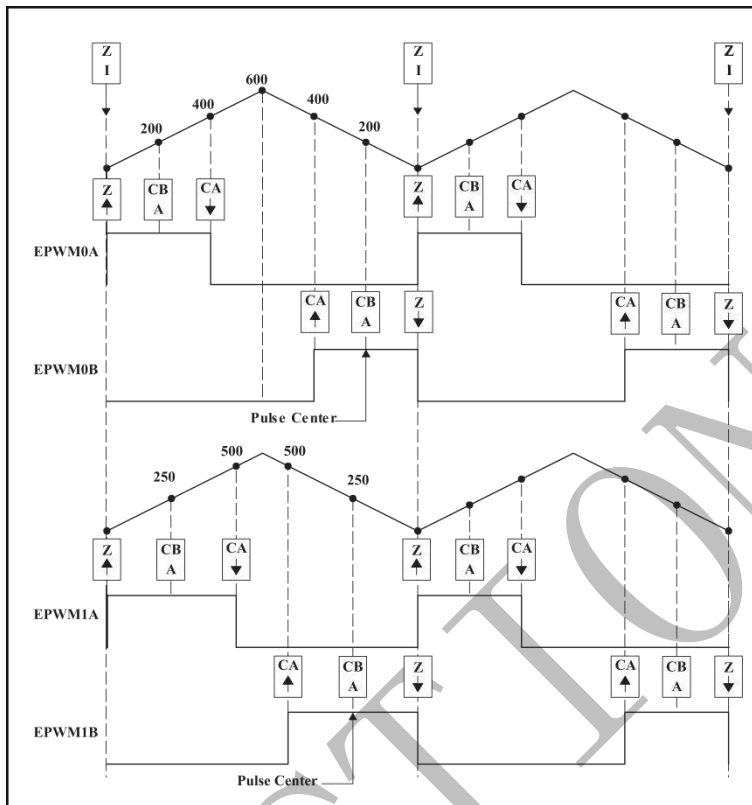 Z Z Z
I I I
600
400 400
200 200
Z CB CA Z CB CA
A A
EPWM0A
CA CB Z CA CB Z
A A
EPWM0B
Pulse Center
500 500
250 250
Z CB CA Z CB CA
A A
EPWM1A
CA CB Z CA CB Z
A A
EPWM1B
Pulse Center